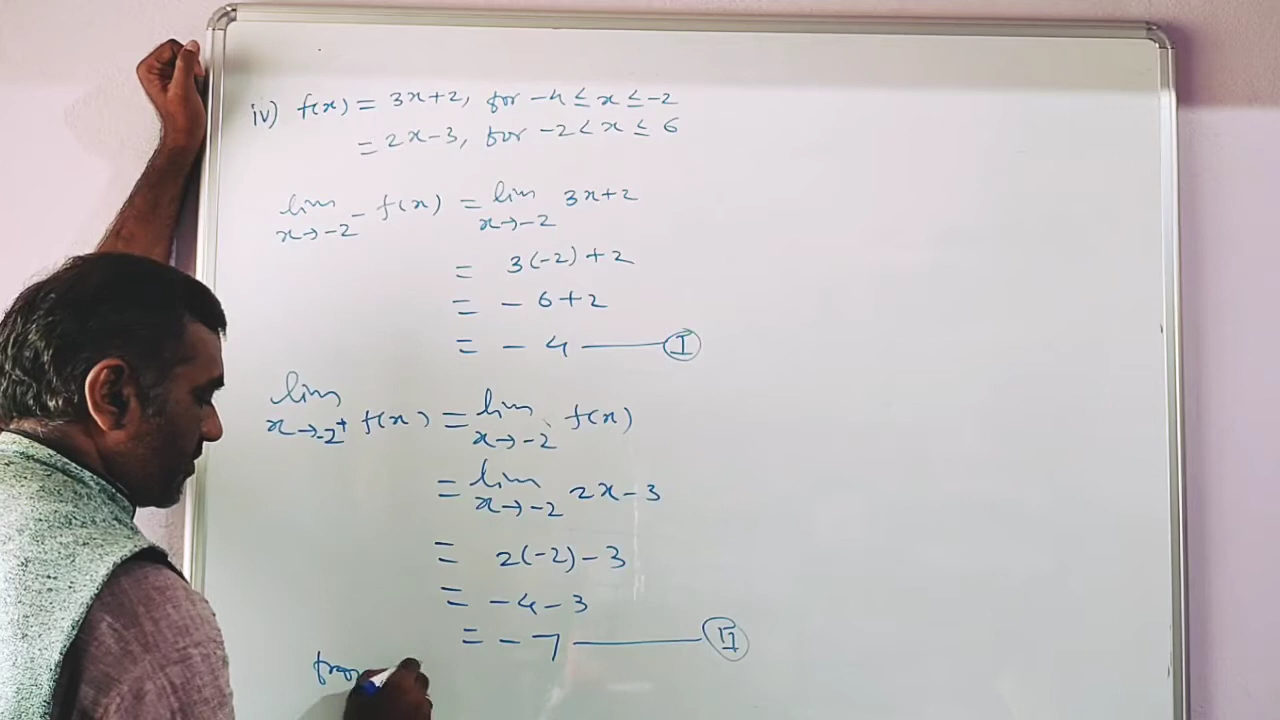 iv) f(x) = 3x+2, for -4 ≤ x ≤ -2
= 2x-3, for -2 < x ≤ 6
lim x→-2⁻ f(x) = lim x→-2 3x+2
= 3(-2)+2
= -6+2
= -4 —— I
lim x→-2⁺ f(x) = lim x→-2 f(x)
= lim x→-2 2x-3
= 2(-2)-3
= -4-3
= -7 —— II